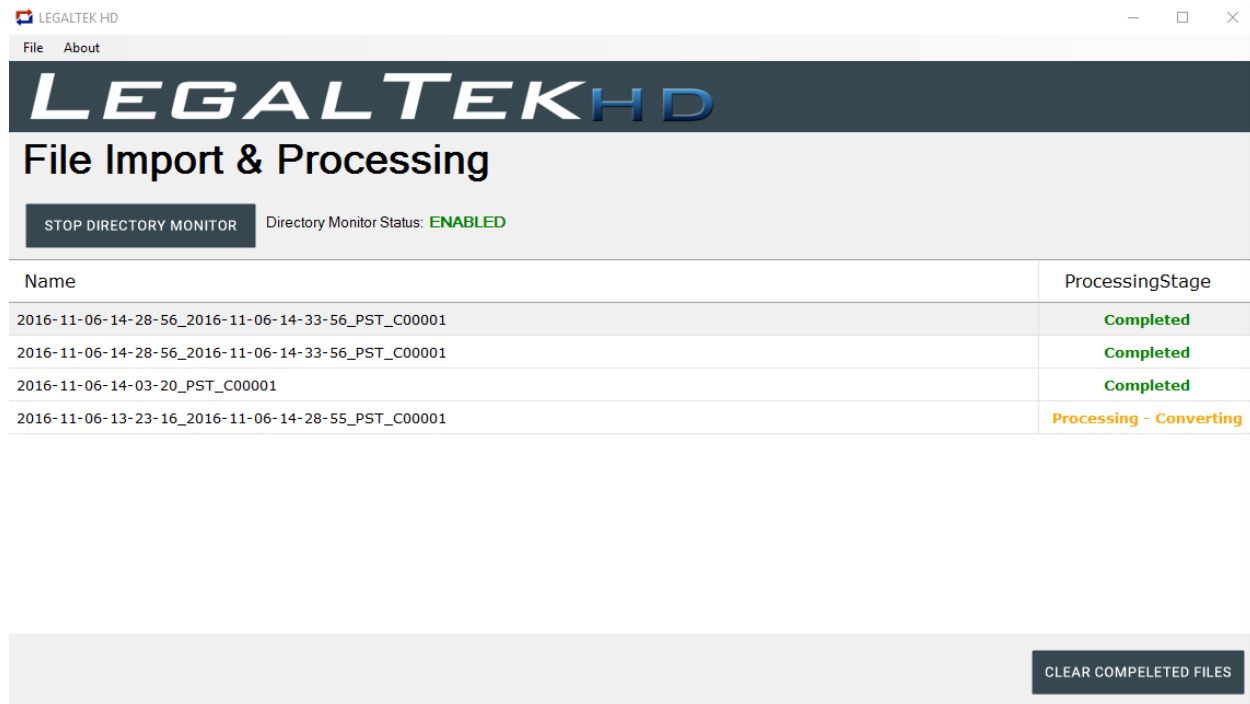 LEGALTEK HD
File About
LEGALTEKHD
File Import & Processing
STOP DIRECTORY MONITOR Directory Monitor Status: ENABLED
Name ProcessingStage
2016-11-06-14-28-56_2016-11-06-14-33-56_PST_C00001 Completed
2016-11-06-14-28-56_2016-11-06-14-33-56_PST_C00001 Completed
2016-11-06-14-03-20_PST_C00001 Completed
2016-11-06-13-23-16_2016-11-06-14-28-55_PST_C00001 Processing - Converting
CLEAR COMPELETED FILES